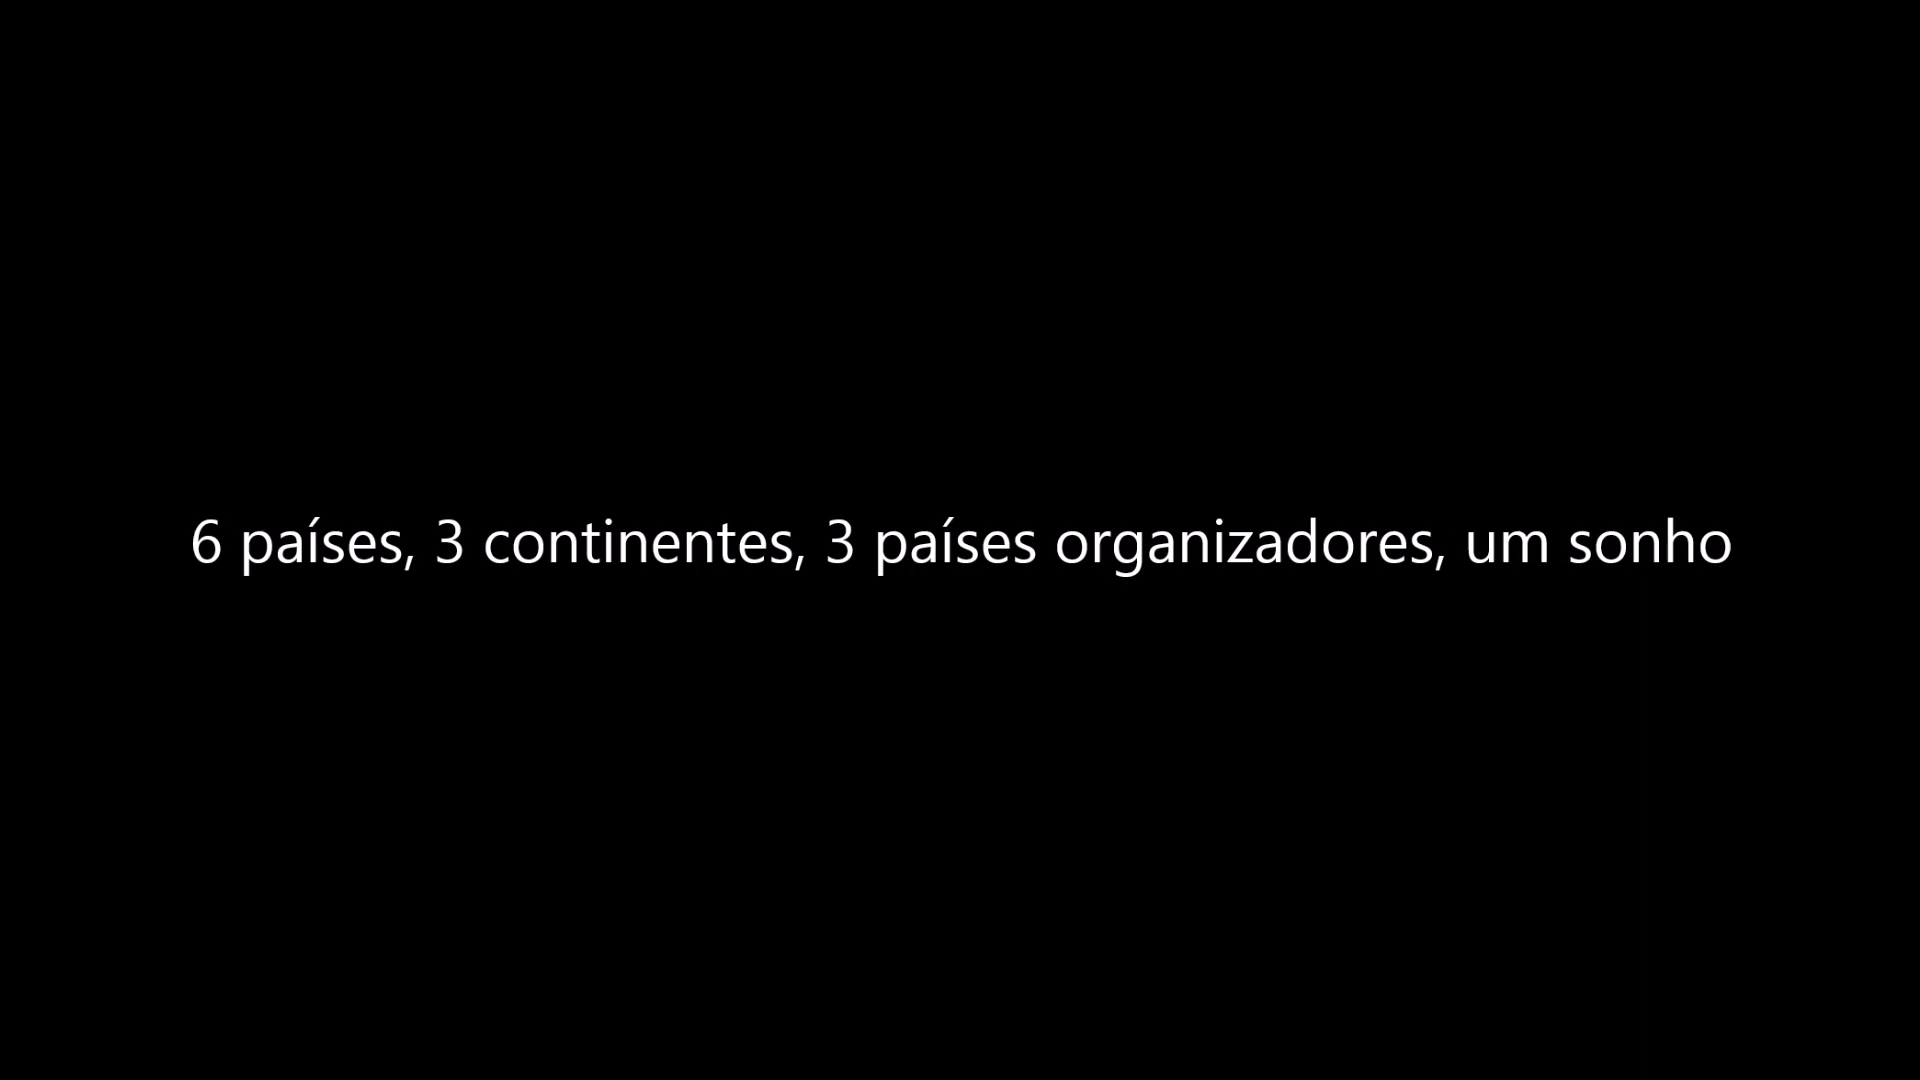 6 países, 3 continentes, 3 países organizadores, um sonho